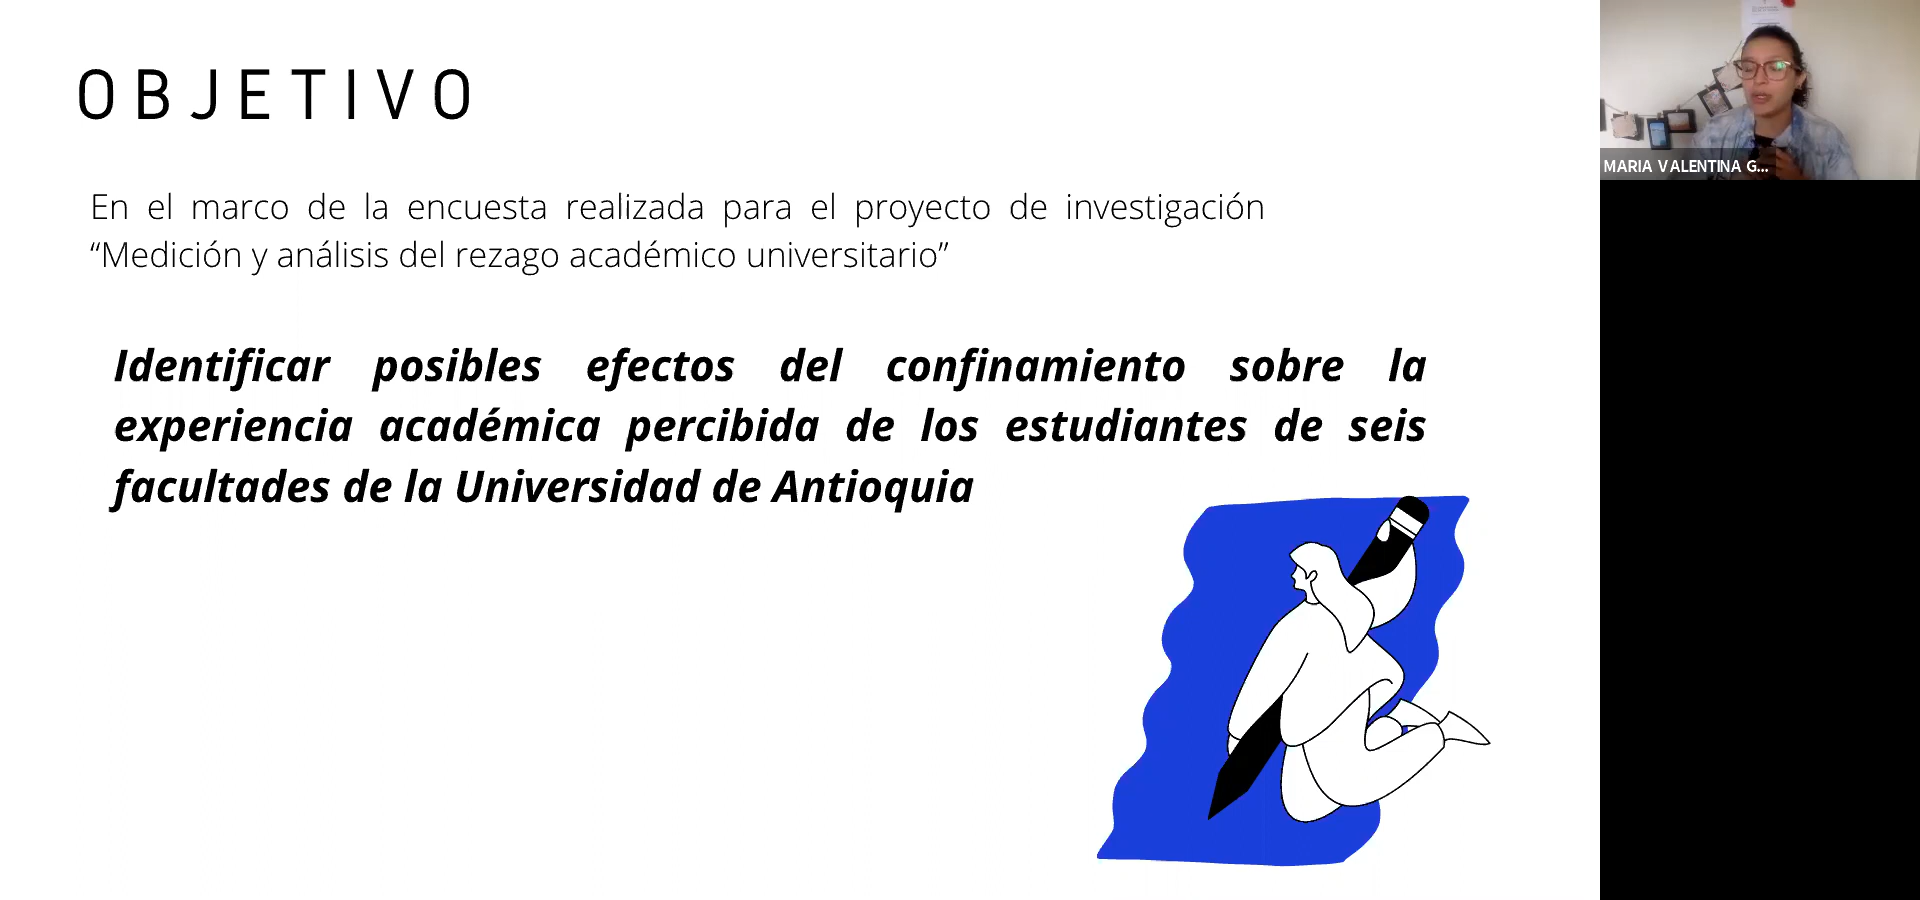 OBJETIVO
En el marco de la encuesta realizada para el proyecto de investigación
“Medición y análisis del rezago académico universitario”
Identificar posibles efectos del confinamiento sobre la
experiencia académica percibida de los estudiantes de seis
facultades de la Universidad de Antioquia
MARIA VALENTINA G...